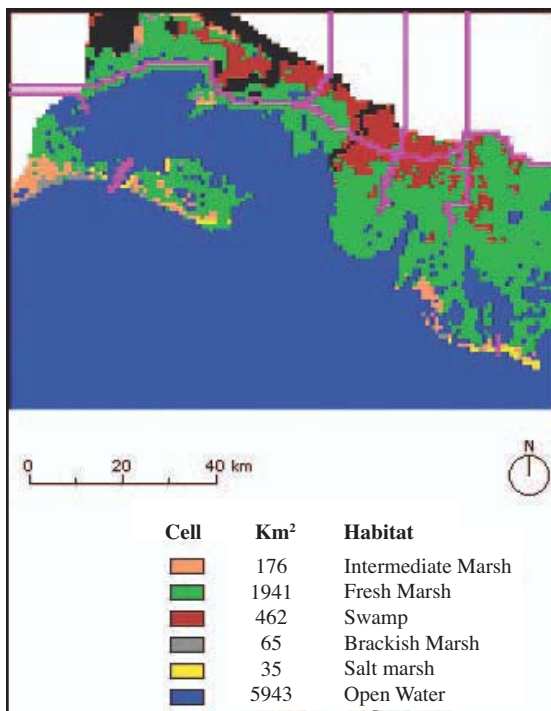 N
0 20 40 km
Cell Km² Habitat
176 Intermediate Marsh
1941 Fresh Marsh
462 Swamp
65 Brackish Marsh
35 Salt marsh
5943 Open Water